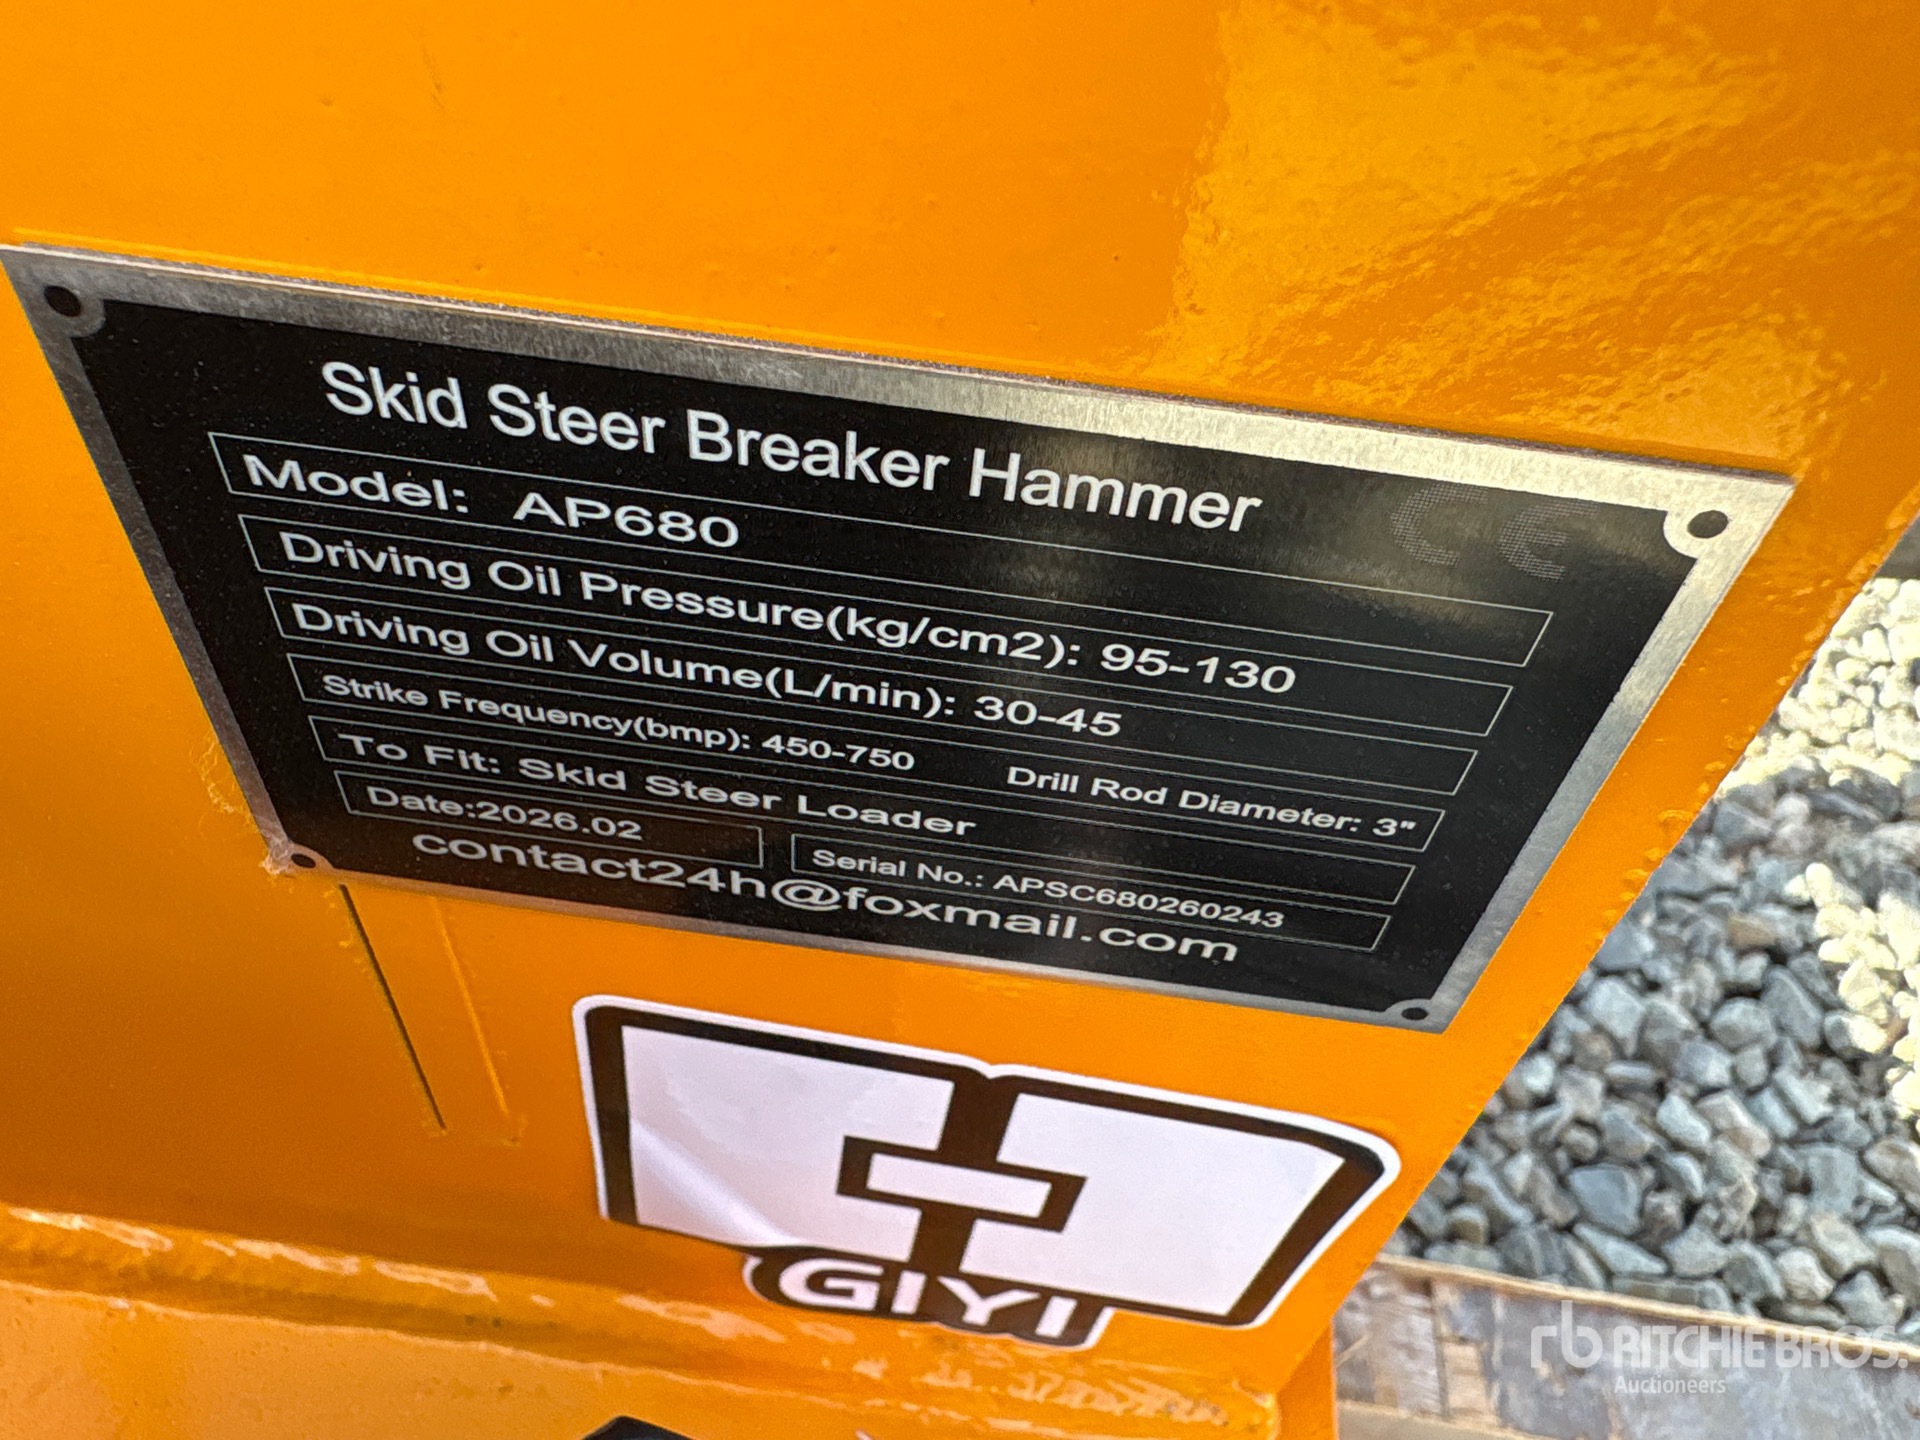 Skid Steer Breaker Hammer
CE
Model: AP680
Driving Oil Pressure(kg/cm2): 95-130
Driving Oil Volume(L/min): 30-45
Strike Frequency(bmp): 450-750 Drill Rod Diameter: 3"
To Fit: Skid Steer Loader
Date:2026.02 Serial No.: APSC680260243
contact24h@foxmail.com
GIYI
rb RITCHIE BROS.
Auctioneers